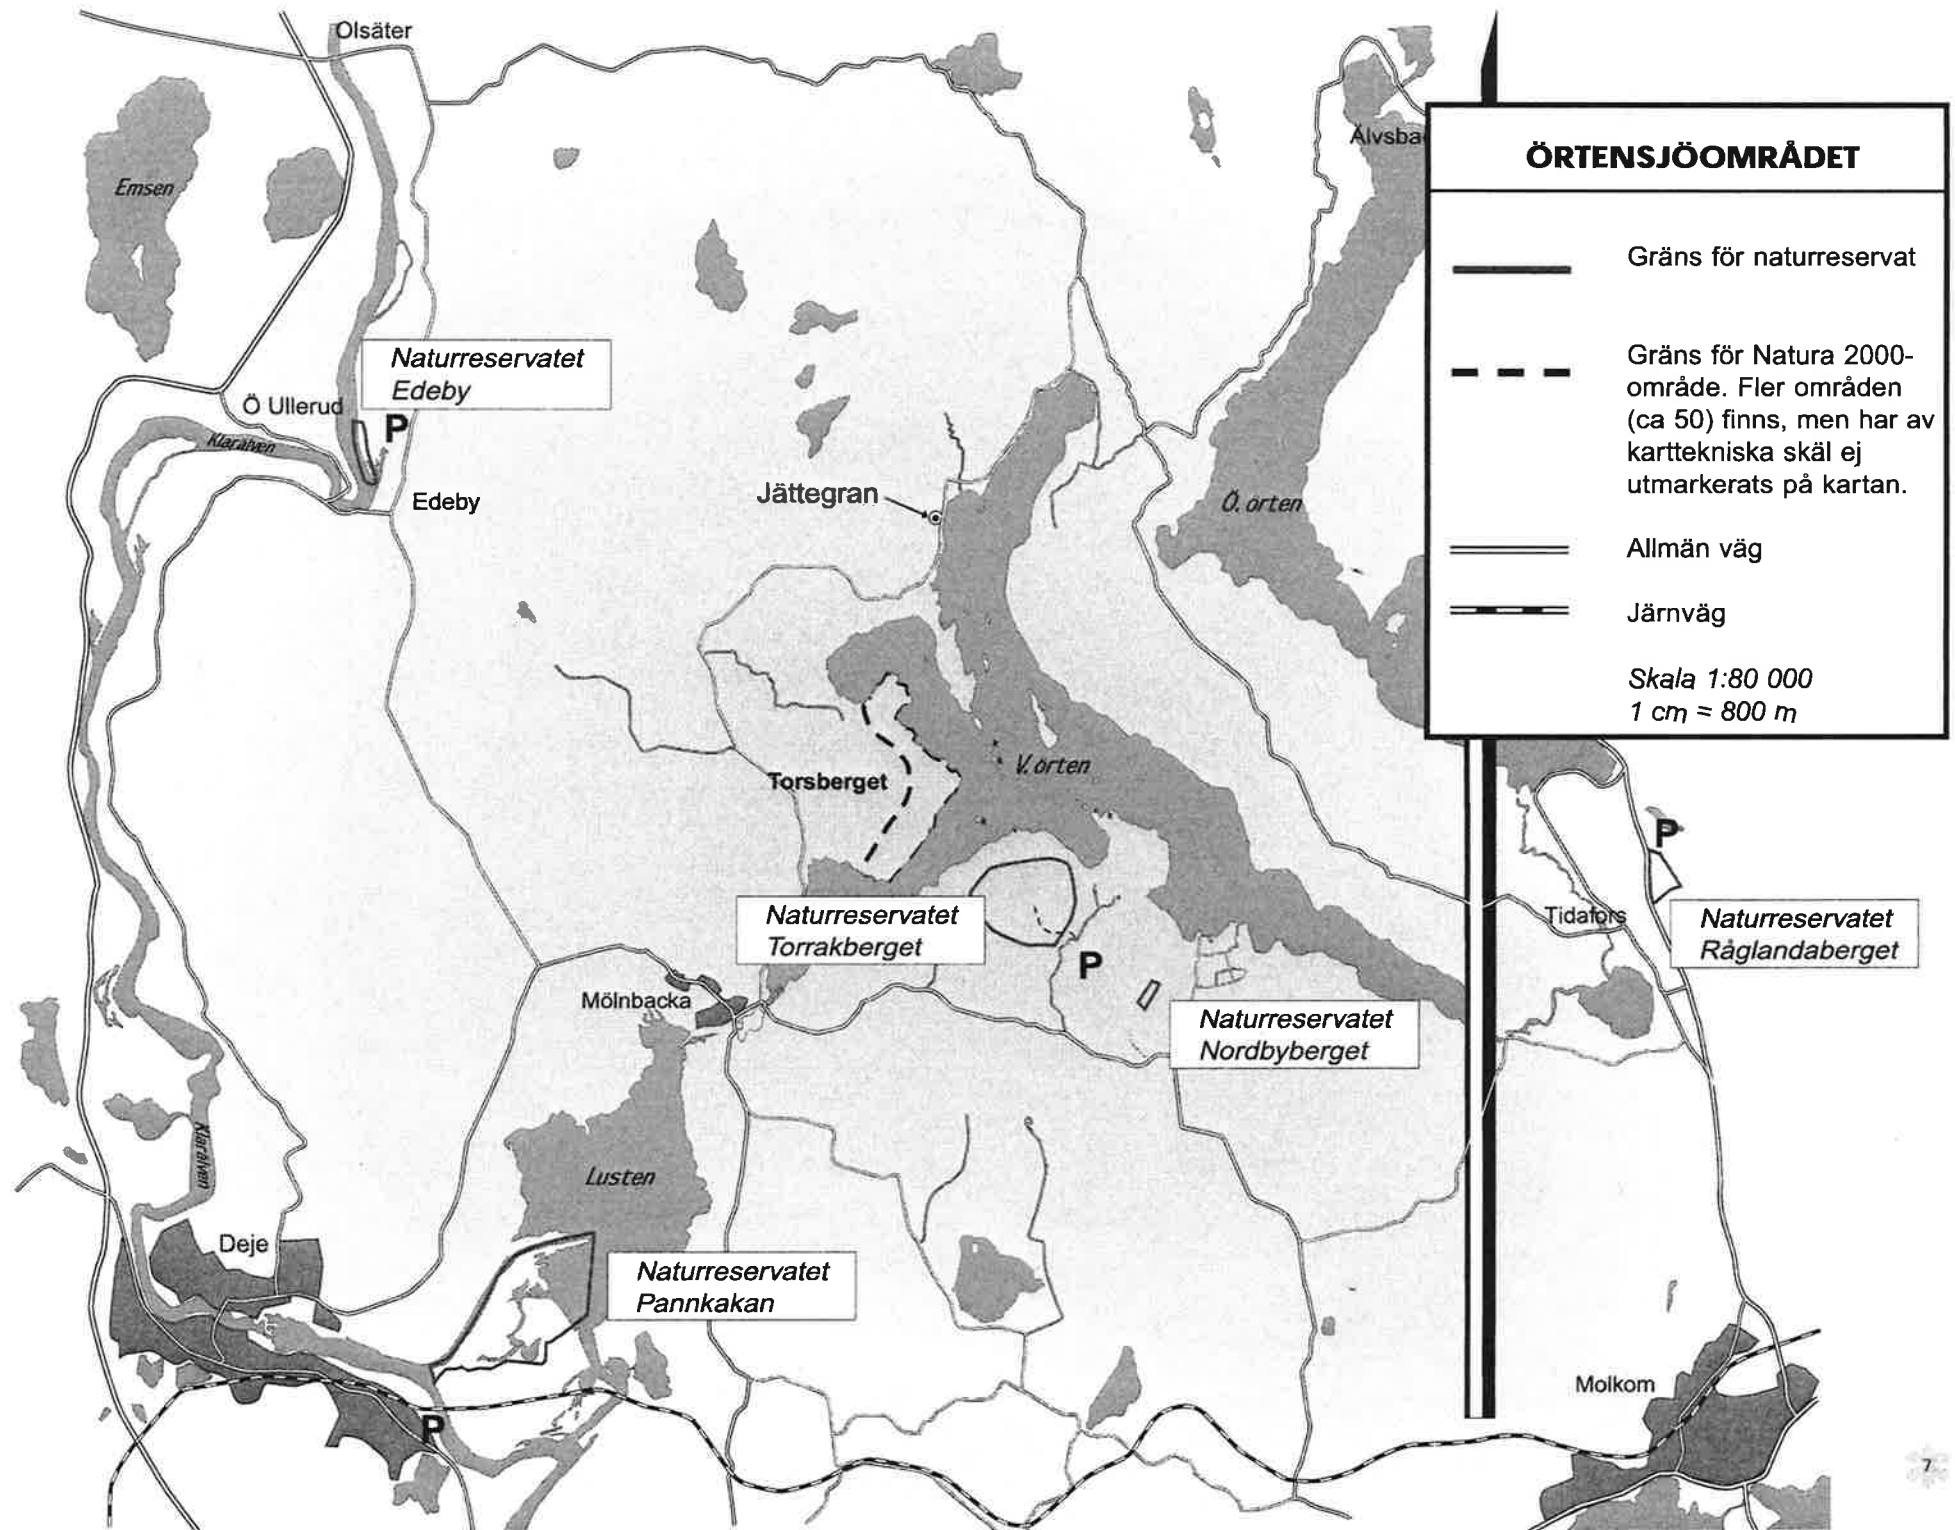 Olsäter
Emsen
Naturreservatet
Edeby
Ö Ullerud
P
Klarälven
Edeby
Jättegran
Ö. örten
ÖRTENSJÖOMRÅDET
Gräns för naturreservat
Gräns för Natura 2000-
område. Fler områden
(ca 50) finns, men har av
karttekniska skäl ej
utmarkerats på kartan.
Allmän väg
Järnväg
Skala 1:80 000
1 cm = 800 m
Älvsba
Torsberget
V. örten
P
Naturreservatet
Torrakberget
P
Tidafors
Naturreservatet
Råglandaberget
Mölnbacka
Naturreservatet
Nordbyberget
Klarälven
Lusten
Deje
Naturreservatet
Pannkakan
P
Molkom
7